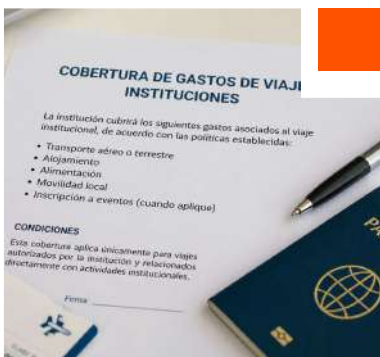 COBERTURA DE GASTOS DE VIAJE
INSTITUCIONES
La institución cubrirá los siguientes gastos asociados al viaje
institucional, de acuerdo con las políticas establecidas:
• Transporte aéreo o terrestre
• Alojamiento
• Alimentación
• Movilidad local
• Inscripción a eventos (cuando aplique)
CONDICIONES
Esta cobertura aplica únicamente para viajes
autorizados por la institución y relacionados
directamente con actividades institucionales.
Firma